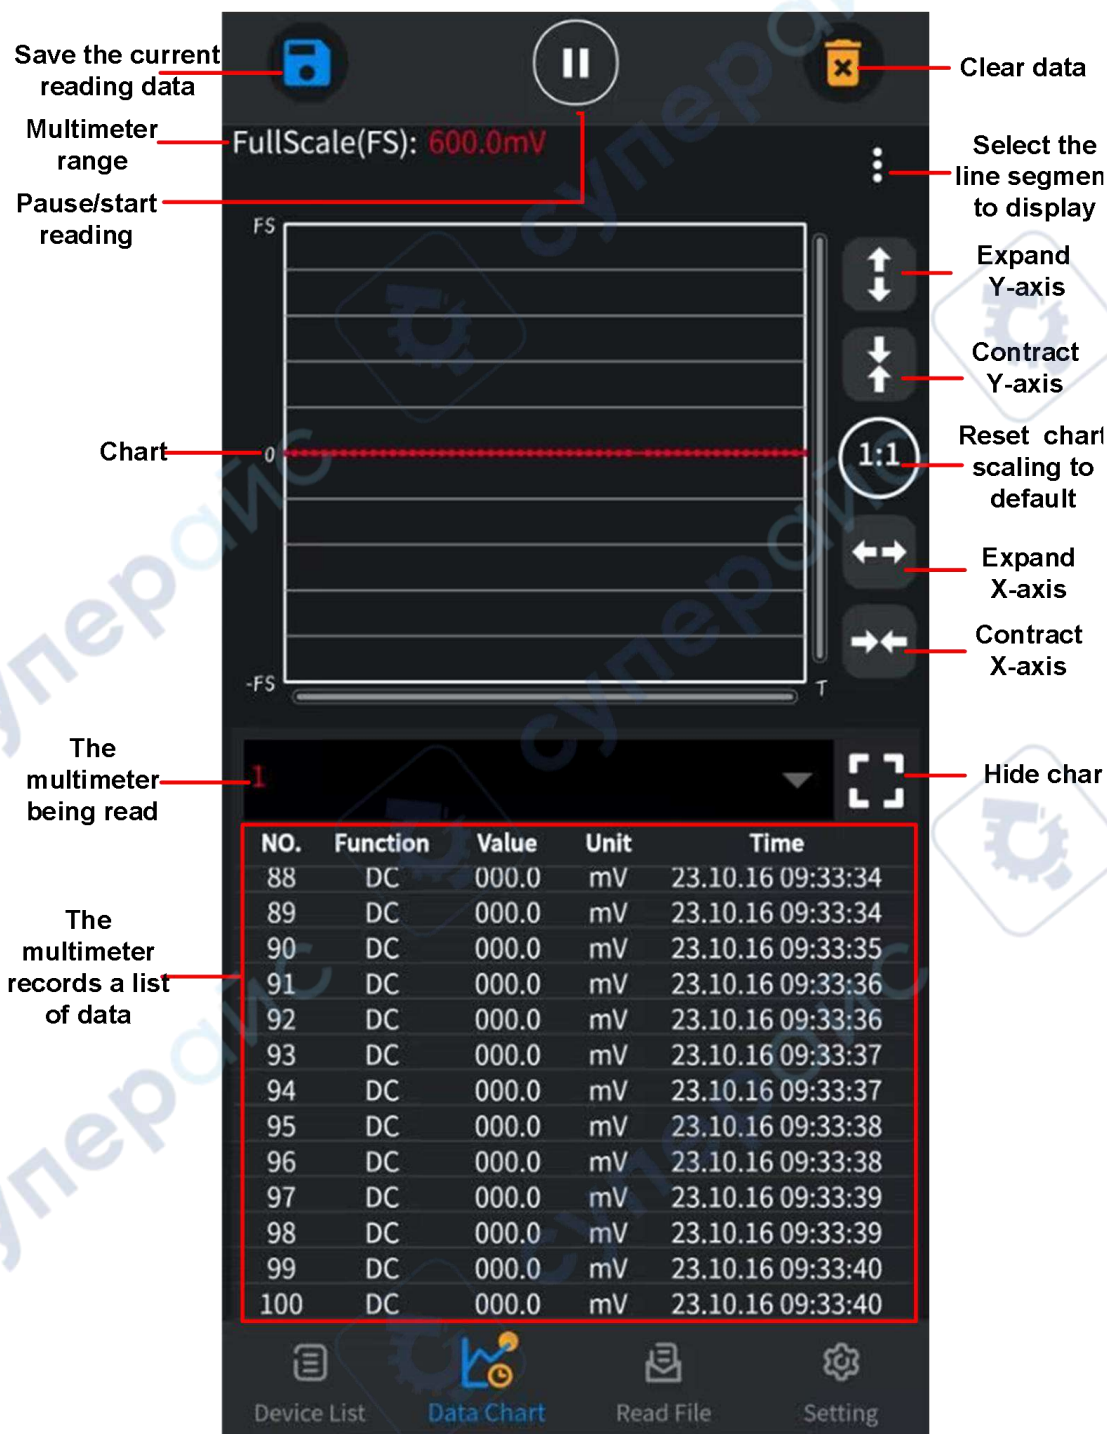 Save the current
reading data
Clear data
Multimeter
range
FullScale(FS): 600.0mV
Select the
line segmen
to display
Pause/start
reading
FS
Expand
Y-axis
Contract
Y-axis
Chart
0
1:1
Reset chart
scaling to
default
Expand
X-axis
Contract
X-axis
-FS
T
The
multimeter
being read
1
Hide char
NO. Function Value Unit Time
88 DC 000.0 mV 23.10.16 09:33:34
89 DC 000.0 mV 23.10.16 09:33:34
90 DC 000.0 mV 23.10.16 09:33:35
91 DC 000.0 mV 23.10.16 09:33:36
92 DC 000.0 mV 23.10.16 09:33:36
93 DC 000.0 mV 23.10.16 09:33:37
94 DC 000.0 mV 23.10.16 09:33:37
95 DC 000.0 mV 23.10.16 09:33:38
96 DC 000.0 mV 23.10.16 09:33:38
97 DC 000.0 mV 23.10.16 09:33:39
98 DC 000.0 mV 23.10.16 09:33:39
99 DC 000.0 mV 23.10.16 09:33:40
100 DC 000.0 mV 23.10.16 09:33:40
The
multimeter
records a list
of data
Device List Data Chart Read File Setting
суперайс
суперайс
суперайс
суперайс